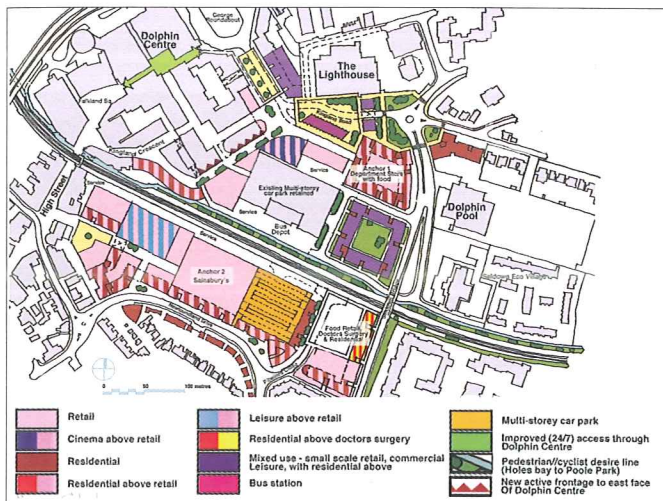 George
Roundabout
Dolphin
Centre
The
Lighthouse
Falkland Sq.
Kingland Crescent
Service
Service
Anchor 1
Department Store
with food
High Street
Service
Existing Multi-storey
car park retained
Dolphin
Pool
Service
Bus
Depot
Service
Anchor 2
Sainsbury's
Seldown Eco Village
Food Retail,
Doctors Surgery
& Residential
0 50 100 metres
Retail
Cinema above retail
Residential
Residential above retail
Leisure above retail
Residential above doctors surgery
Mixed use - small scale retail, commercial
Leisure, with residential above
Bus station
Multi-storey car park
Improved (24/7) access through
Dolphin Centre
Pedestrian//cyclist desire line
(Holes bay to Poole Park)
New active frontage to east face
Of Dolphin Centre